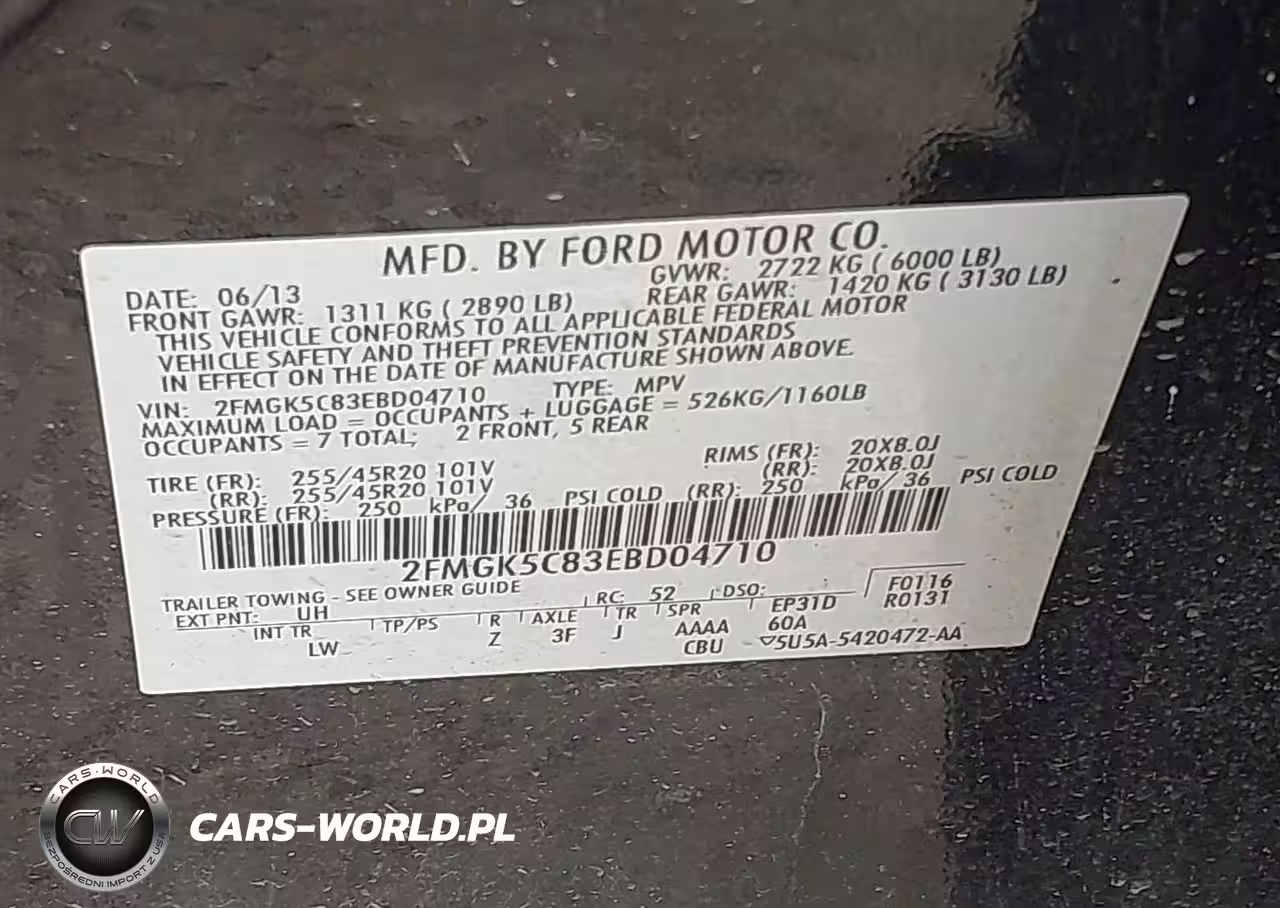 MFD. BY FORD MOTOR CO.
DATE: 06/13 GVWR: 2722 KG ( 6000 LB)
FRONT GAWR: 1311 KG ( 2890 LB) REAR GAWR: 1420 KG ( 3130 LB)
THIS VEHICLE CONFORMS TO ALL APPLICABLE FEDERAL MOTOR
VEHICLE SAFETY AND THEFT PREVENTION STANDARDS
IN EFFECT ON THE DATE OF MANUFACTURE SHOWN ABOVE.
VIN: 2FMGK5C83EBD04710 TYPE: MPV
MAXIMUM LOAD = OCCUPANTS + LUGGAGE = 526KG/1160LB
OCCUPANTS = 7 TOTAL; 2 FRONT, 5 REAR
TIRE (FR): 255/45R20 101V RIMS (FR): 20X8.0J
(RR): 255/45R20 101V (RR): 20X8.0J
PRESSURE (FR): 250 kPa/ 36 PSI COLD (RR): 250 kPa/ 36 PSI COLD
2FMGK5C83EBD04710
TRAILER TOWING - SEE OWNER GUIDE
EXT PNT: UH RC: 52 DSO: F0116
INT TR TP/PS R AXLE TR SPR EP31D R0131
LW Z 3F J AAAA 60A
CBU 5U5A-5420472-AA
CARS-WORLD
CW
BEZPOŚREDNI IMPORT Z USA
CARS-WORLD.PL